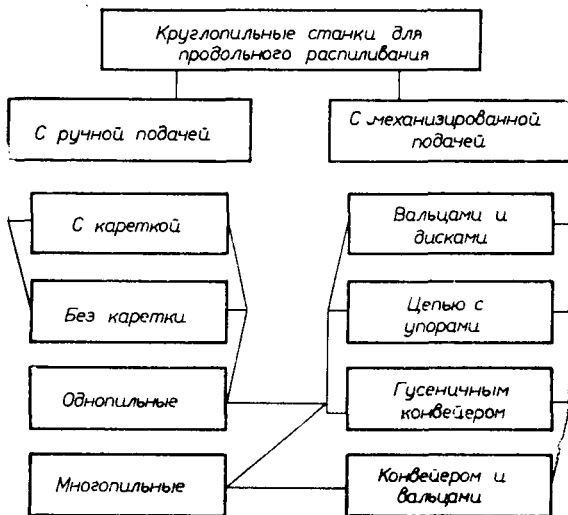 Круглопильные станки для
продольного распиливания
С ручной подачей
С механизированной
подачей
С кареткой
Вальцами и
дисками
Без каретки
Цепью с
упорами
Однопильные
Гусеничным
конвейером
Многопильные
Конвейером и
вальцами